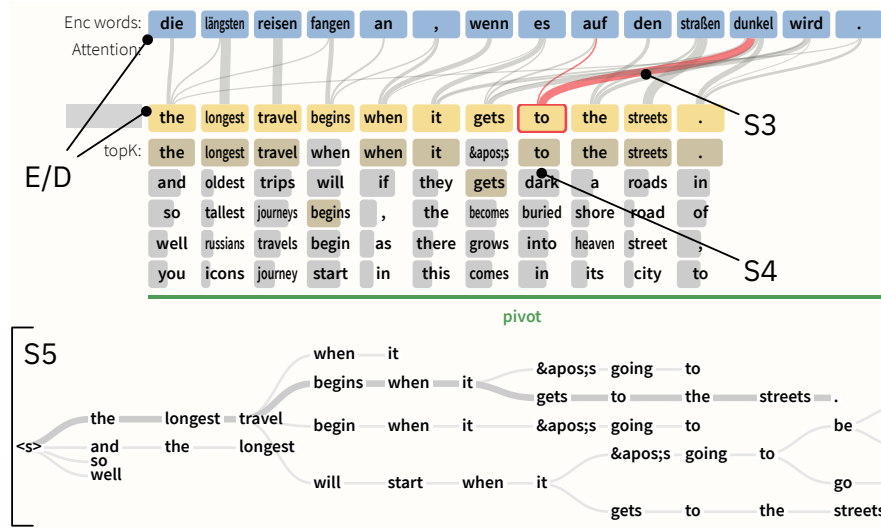 Enc words: die längsten reisen fangen an , wenn es auf den straßen dunkel wird .
Attention:
the longest travel begins when it gets to the streets .
S3
topK: the longest travel when when it &apos;s to the streets .
E/D
and oldest trips will if they gets dark a roads in
so tallest journeys begins , the becomes buried shore road of
well russians travels begin as there grows into heaven street ,
S4
you icons journey start in this comes in its city to
pivot
S5
when it
&apos;s going to
begins when it
gets to the streets .
the longest travel
begin when it &apos;s going to be
<s> and the longest
so
&apos;s going to
well
will start when it go
gets to the streets